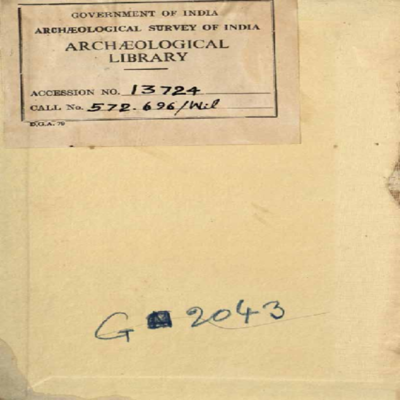 GOVERNMENT OF INDIA
ARCHÆOLOGICAL SURVEY OF INDIA
ARCHÆOLOGICAL
LIBRARY
ACCESSION NO. 13724
CALL No. 572.696/Wil
D.G.A. 79
G 2043